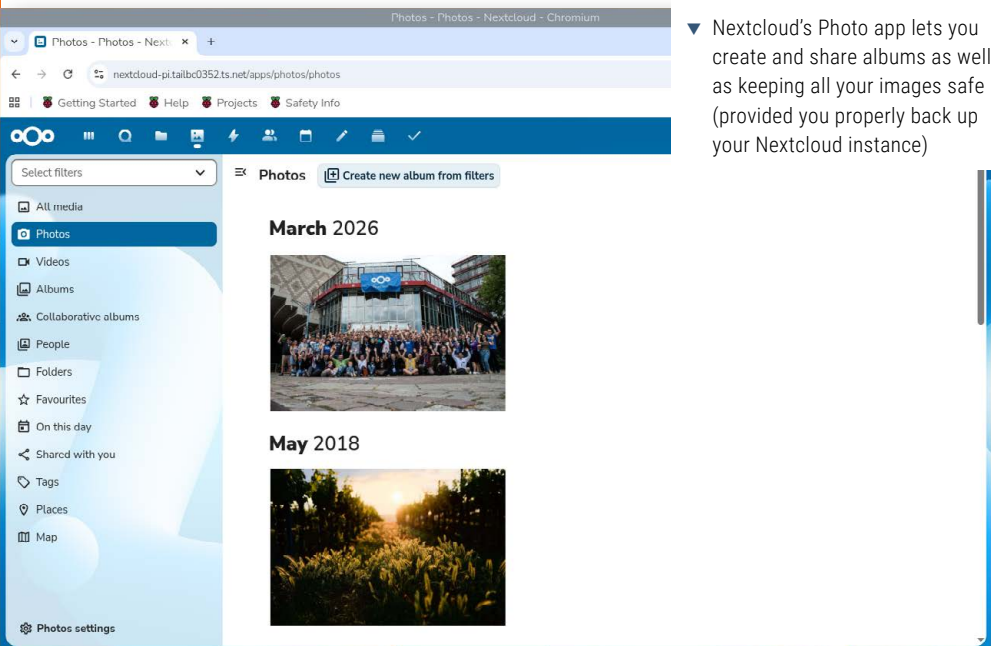 Photos - Photos - Nextcloud - Chromium
Photos - Photos - Next
nextcloud-pi.tailbc0352.ts.net/apps/photos/photos
Getting Started Help Projects Safety Info
Select filters
Photos Create new album from filters
All media
Photos
Videos
Albums
Collaborative albums
People
Folders
Favourites
On this day
Shared with you
Tags
Places
Map
Photos settings
March 2026
May 2018
Nextcloud’s Photo app lets you
create and share albums as well
as keeping all your images safe
(provided you properly back up
your Nextcloud instance)